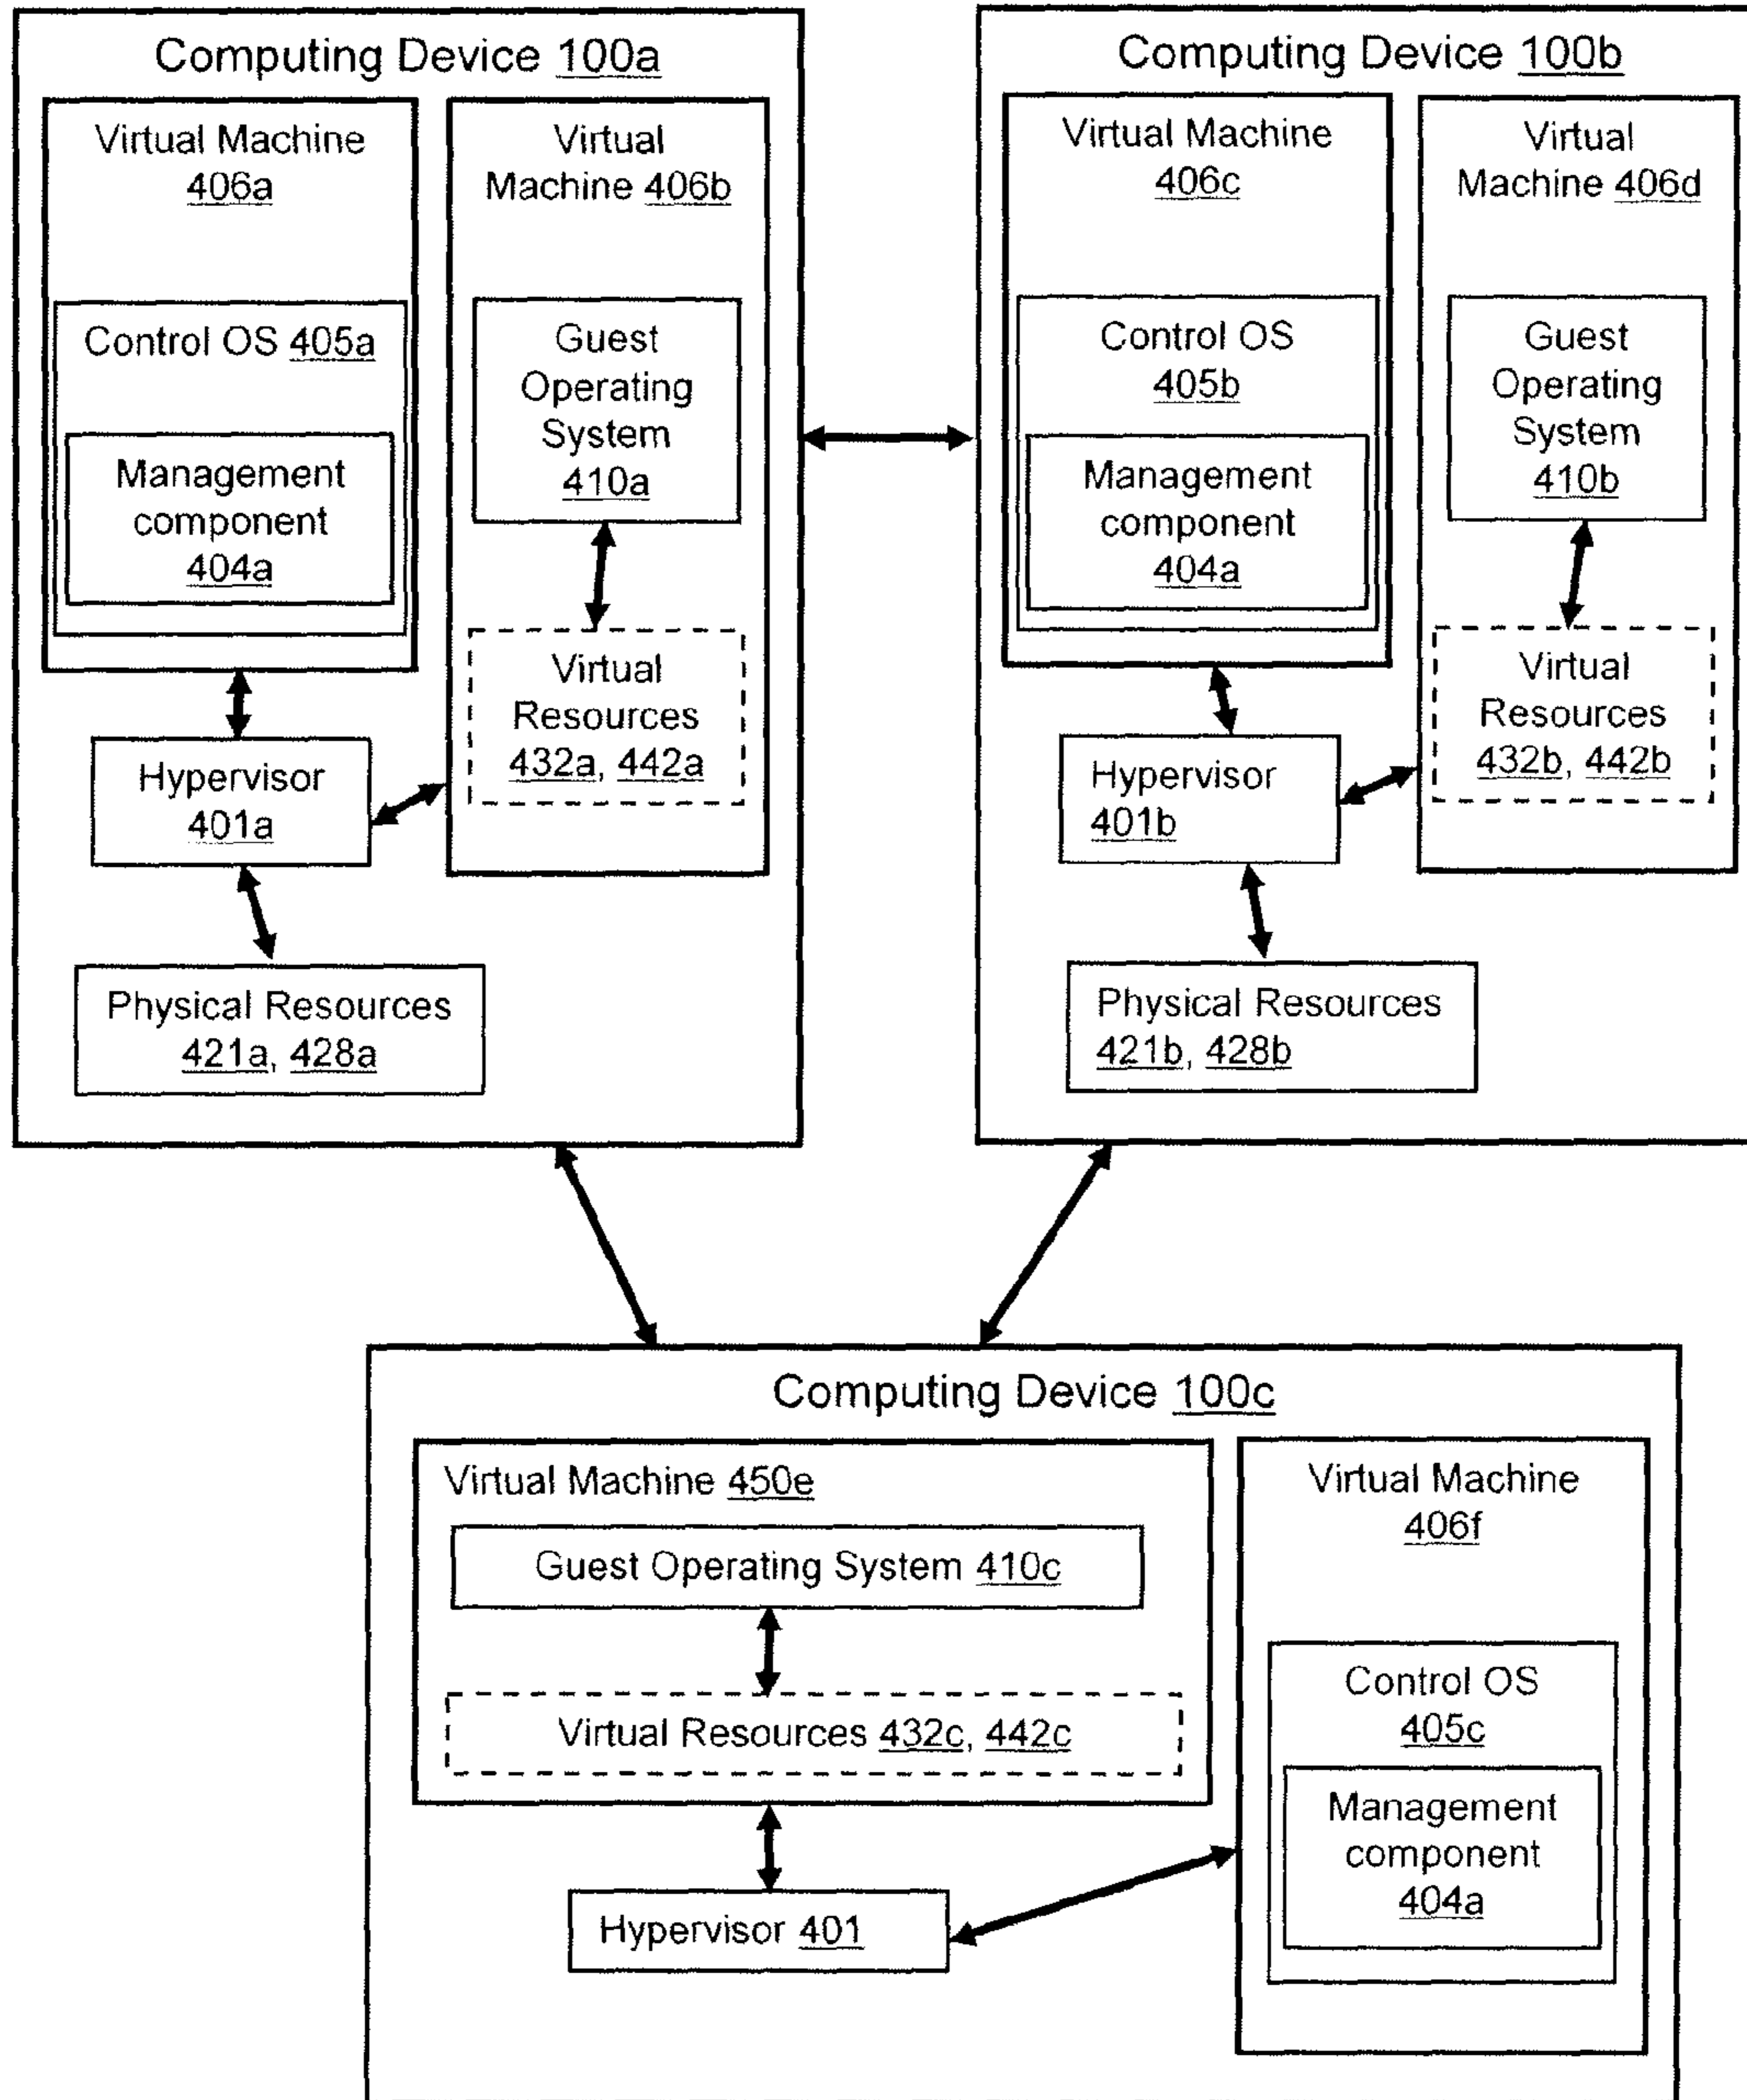 Computing Device 100a
Virtual Machine
406a
Control OS 405a
Management
component
404a
Virtual
Machine 406b
Guest
Operating
System
410a
Virtual
Resources
432a, 442a
Hypervisor
401a
Physical Resources
421a, 428a
Computing Device 100b
Virtual Machine
406c
Control OS
405b
Management
component
404a
Virtual
Machine 406d
Guest
Operating
System
410b
Virtual
Resources
432b, 442b
Hypervisor
401b
Physical Resources
421b, 428b
Computing Device 100c
Virtual Machine 450e
Guest Operating System 410c
Virtual Resources 432c, 442c
Hypervisor 401
Virtual Machine
406f
Control OS
405c
Management
component
404a